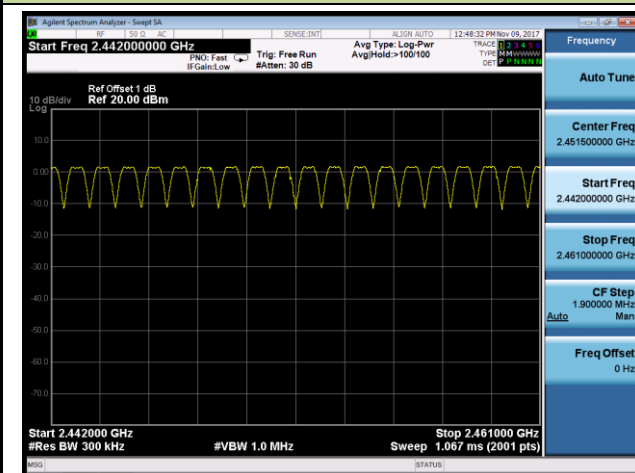 Agilent Spectrum Analyzer - Swept SA
RF 50 Ω AC SENSE:INT ALIGN AUTO 12:48:32 PM Nov 09, 2017
Start Freq 2.442000000 GHz
PNO: Fast
IFGain:Low
Trig: Free Run
#Atten: 30 dB
Avg Type: Log-Pwr
Avg|Hold:>100/100
TRACE 1 2 3 4 5 6
TYPE MMWWWW
DET P P N N N N
Ref Offset 1 dB
10 dB/div Ref 20.00 dBm
Log
10.0
0.00
-10.0
-20.0
-30.0
-40.0
-50.0
-60.0
-70.0
Start 2.442000 GHz Stop 2.461000 GHz
#Res BW 300 kHz #VBW 1.0 MHz Sweep 1.067 ms (2001 pts)
MSG STATUS
Frequency
Auto Tune
Center Freq
2.451500000 GHz
Start Freq
2.442000000 GHz
Stop Freq
2.461000000 GHz
CF Step
1.900000 MHz
Auto Man
Freq Offset
0 Hz